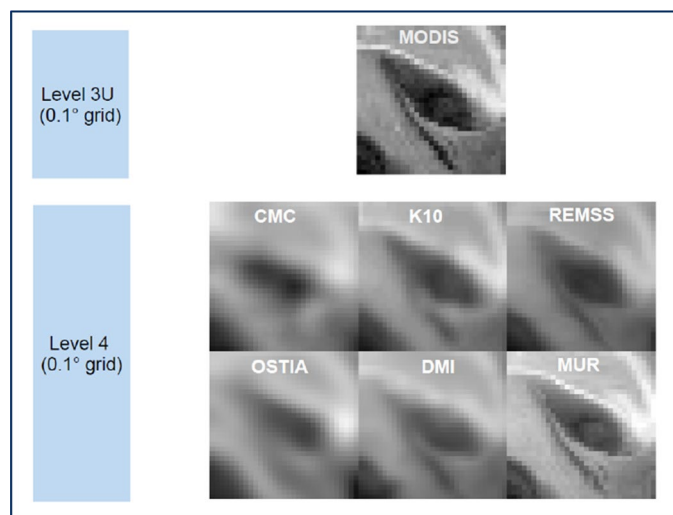 MODIS
Level 3U
(0.1° grid)
CMC
K10
REMSS
Level 4
(0.1° grid)
OSTIA
DMI
MUR